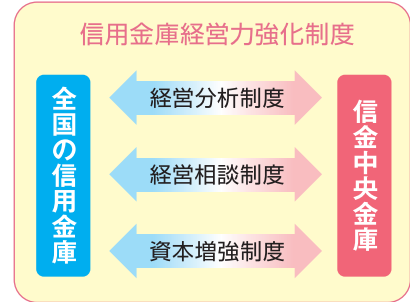 信用金庫経営力強化制度
全国の信用金庫
経営分析制度
経営相談制度
資本増強制度
信金中央金庫